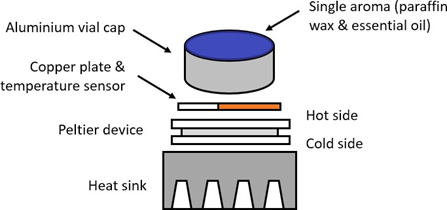 Aluminium vial cap
Single aroma (paraffin
wax & essential oil)
Copper plate &
temperature sensor
Peltier device
Hot side
Cold side
Heat sink